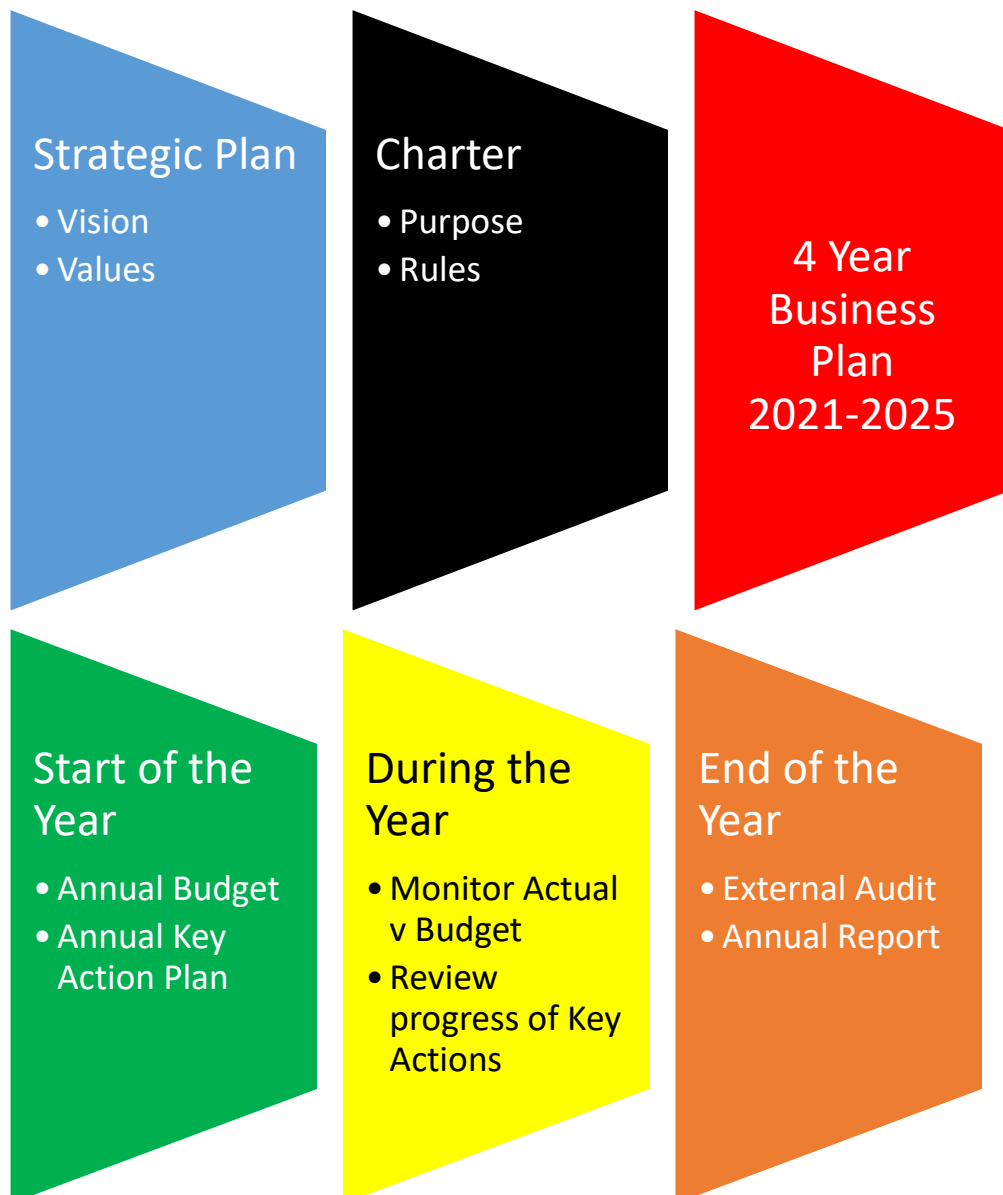 Strategic Plan
• Vision
• Values
Charter
• Purpose
• Rules
4 Year
Business
Plan
2021-2025
Start of the
Year
• Annual Budget
• Annual Key
Action Plan
During the
Year
• Monitor Actual
v Budget
• Review
progress of Key
Actions
End of the
Year
• External Audit
• Annual Report